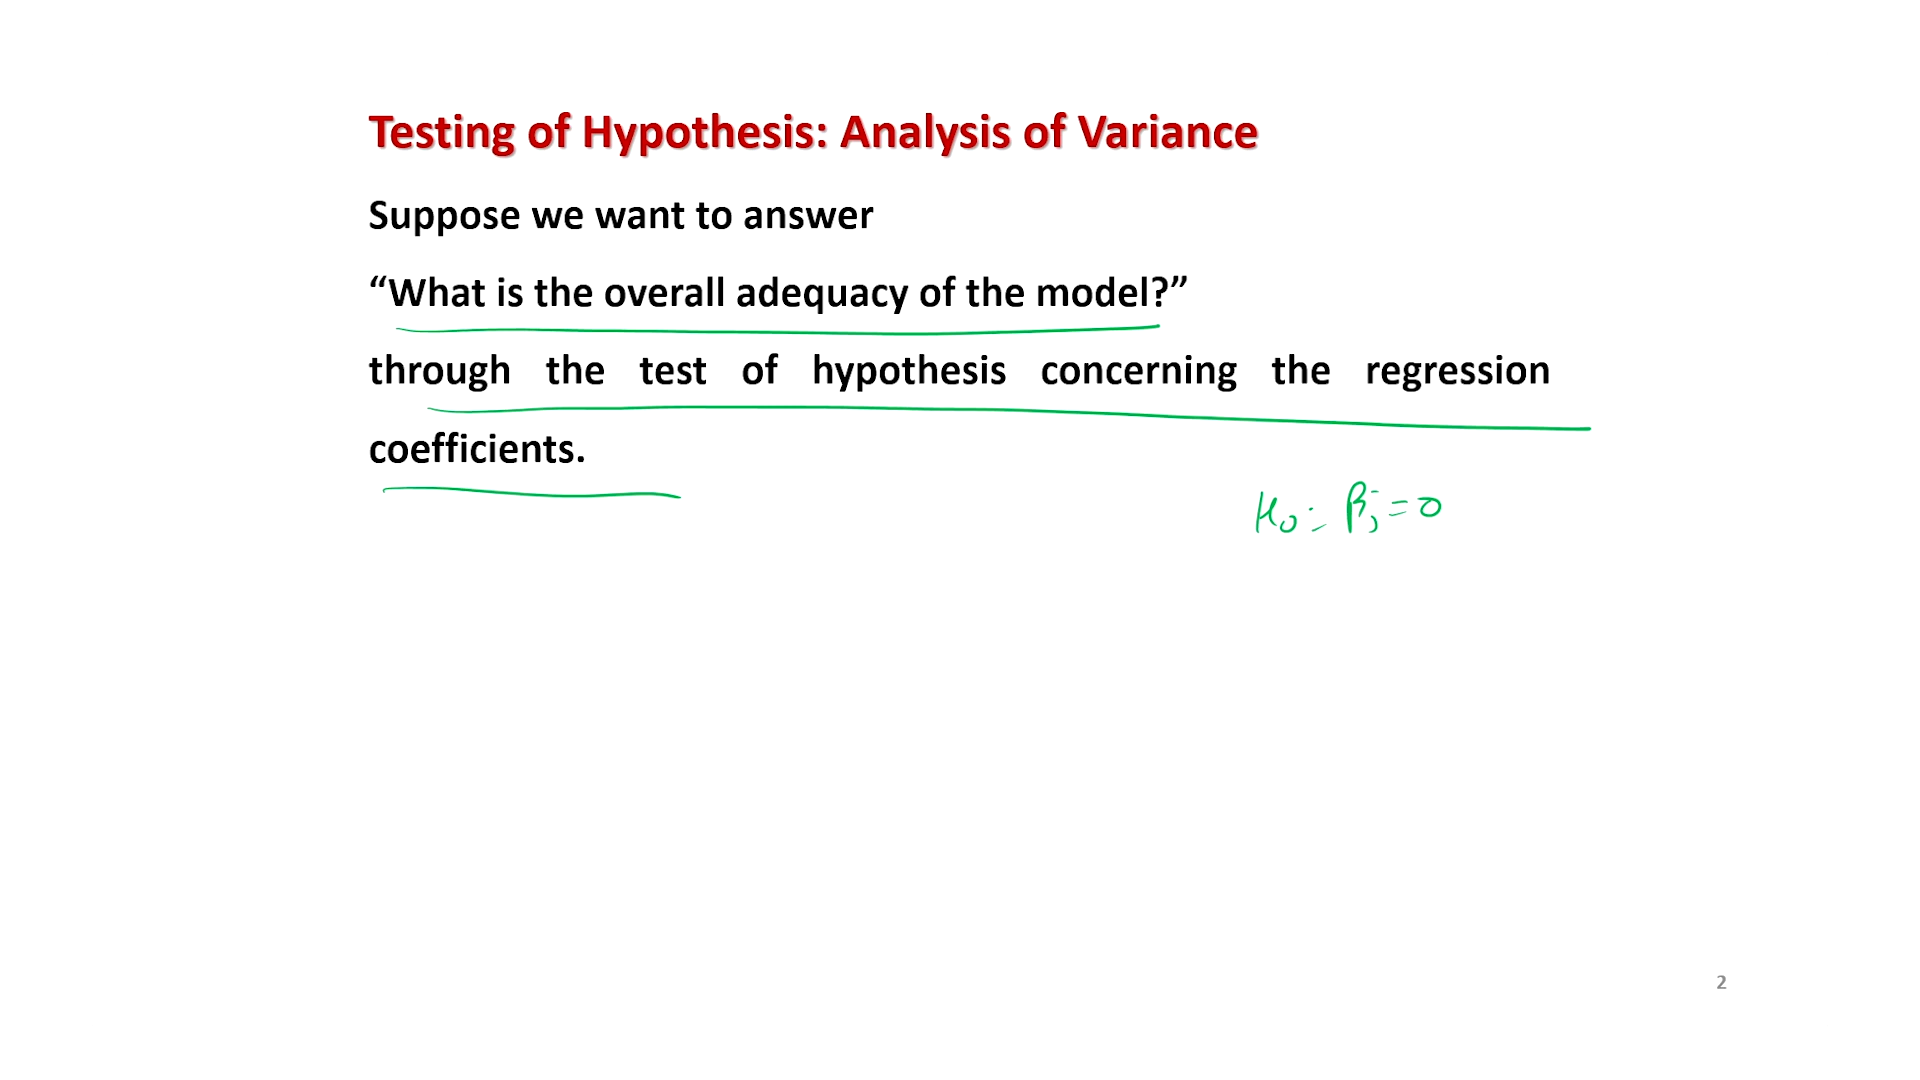 Testing of Hypothesis: Analysis of Variance
Suppose we want to answer
“What is the overall adequacy of the model?”
through the test of hypothesis concerning the regression
coefficients.
H₀: βⱼ = 0
2